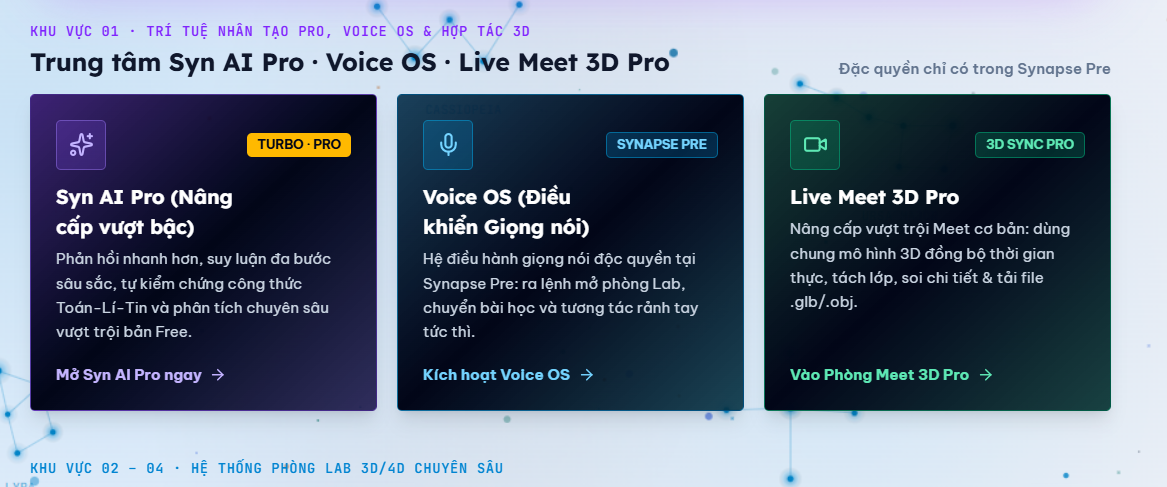 KHU VỰC 01 · TRÍ TUỆ NHÂN TẠO PRO, VOICE OS & HỢP TÁC 3D
Trung tâm Syn AI Pro · Voice OS · Live Meet 3D Pro
Đặc quyền chỉ có trong Synapse Pre
TURBO · PRO
Syn AI Pro (Nâng
cấp vượt bậc)
Phản hồi nhanh hơn, suy luận đa bước
sâu sắc, tự kiểm chứng công thức
Toán-Lí-Tin và phân tích chuyên sâu
vượt trội bản Free.
Mở Syn AI Pro ngay →
SYNAPSE PRE
Voice OS (Điều
khiển Giọng nói)
Hệ điều hành giọng nói độc quyền tại
Synapse Pre: ra lệnh mở phòng Lab,
chuyển bài học và tương tác rảnh tay
tức thì.
Kích hoạt Voice OS →
3D SYNC PRO
Live Meet 3D Pro
Nâng cấp vượt trội Meet cơ bản: dùng
chung mô hình 3D đồng bộ thời gian
thực, tách lớp, soi chi tiết & tải file
.glb/.obj.
Vào Phòng Meet 3D Pro →
KHU VỰC 02 – 04 · HỆ THỐNG PHÒNG LAB 3D/4D CHUYÊN SÂU